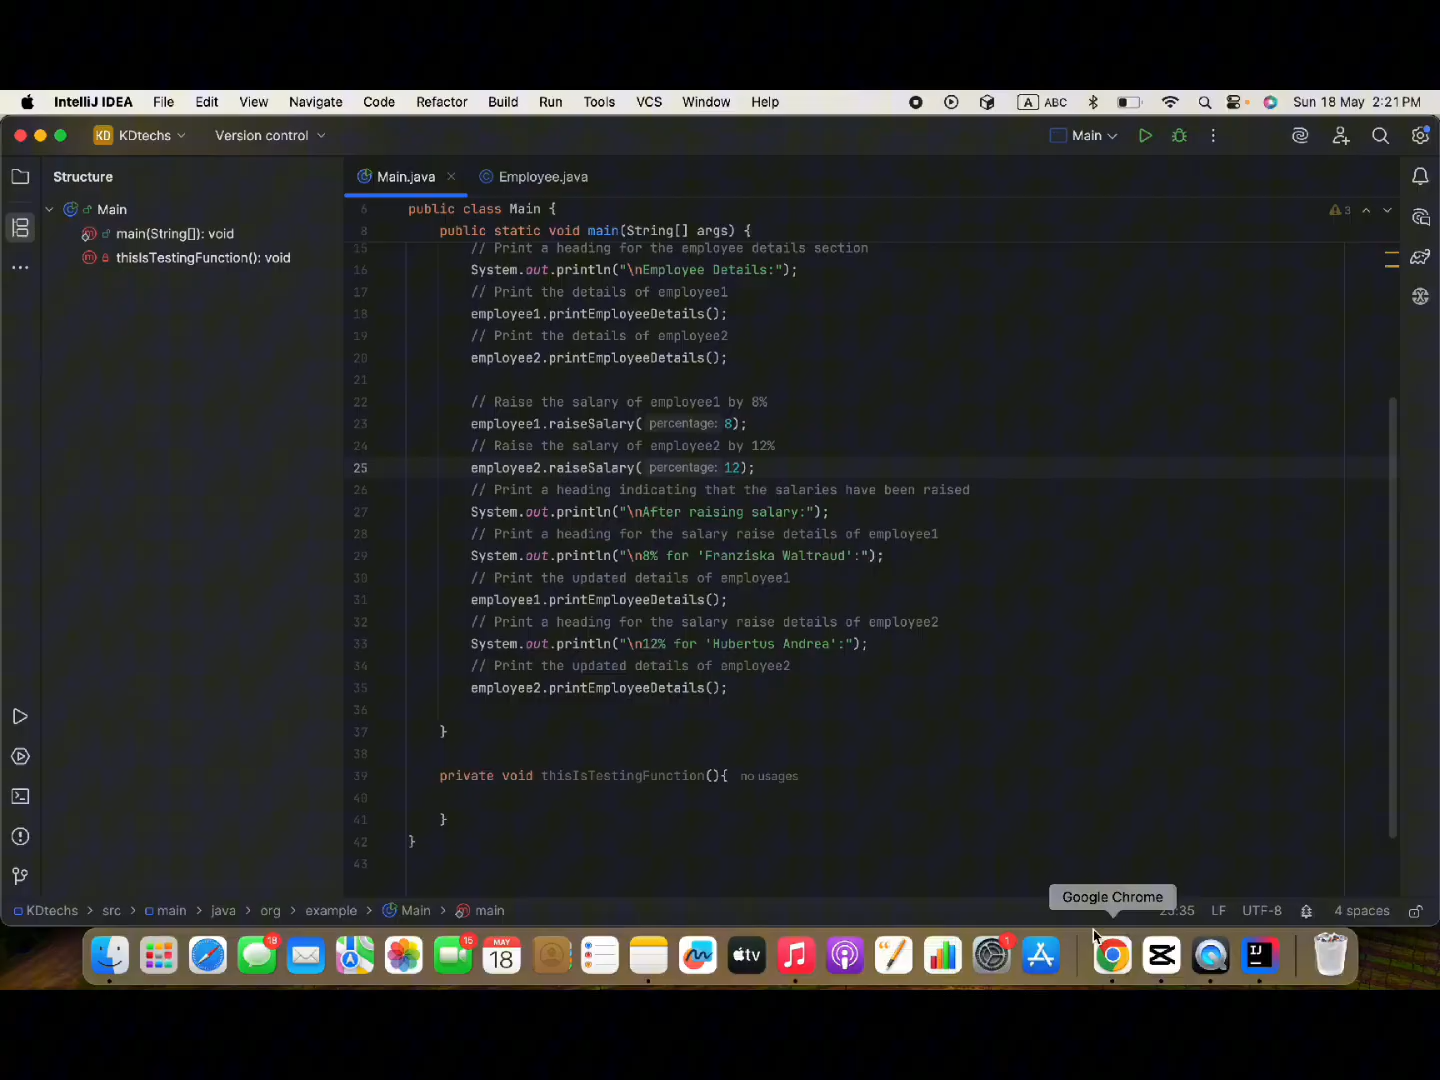 IntelliJ IDEA File Edit View Navigate Code Refactor Build Run Tools VCS Window Help A ABC Sun 18 May 2:21 PM
KD KDtechs Version control Main
Structure
Main.java Employee.java
Main
main(String[]): void
thisIsTestingFunction(): void
6 public class Main { 3
8 public static void main(String[] args) {
15 // Print a heading for the employee details section
16 System.out.println("\nEmployee Details:");
17 // Print the details of employee1
18 employee1.printEmployeeDetails();
19 // Print the details of employee2
20 employee2.printEmployeeDetails();
21
22 // Raise the salary of employee1 by 8%
23 employee1.raiseSalary( percentage: 8);
24 // Raise the salary of employee2 by 12%
25 employee2.raiseSalary( percentage: 12);
26 // Print a heading indicating that the salaries have been raised
27 System.out.println("\nAfter raising salary:");
28 // Print a heading for the salary raise details of employee1
29 System.out.println("\n8% for 'Franziska Waltraud':");
30 // Print the updated details of employee1
31 employee1.printEmployeeDetails();
32 // Print a heading for the salary raise details of employee2
33 System.out.println("\n12% for 'Hubertus Andrea':");
34 // Print the updated details of employee2
35 employee2.printEmployeeDetails();
36
37 }
38
39 private void thisIsTestingFunction(){ no usages
40
41 }
42 }
43
Google Chrome
KDtechs > src > main > java > org > example > Main > main LF UTF-8 4 spaces
18 15 MAY 18 tv 1 IJ